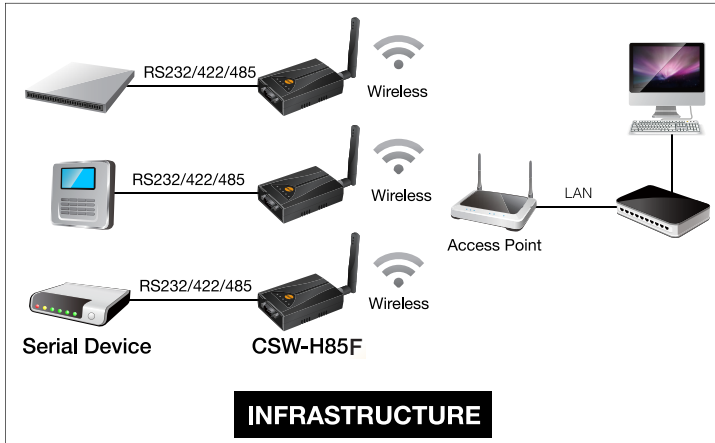 RS232/422/485
Wireless
RS232/422/485
Wireless
LAN
Access Point
RS232/422/485
Wireless
Serial Device
CSW-H85F
INFRASTRUCTURE